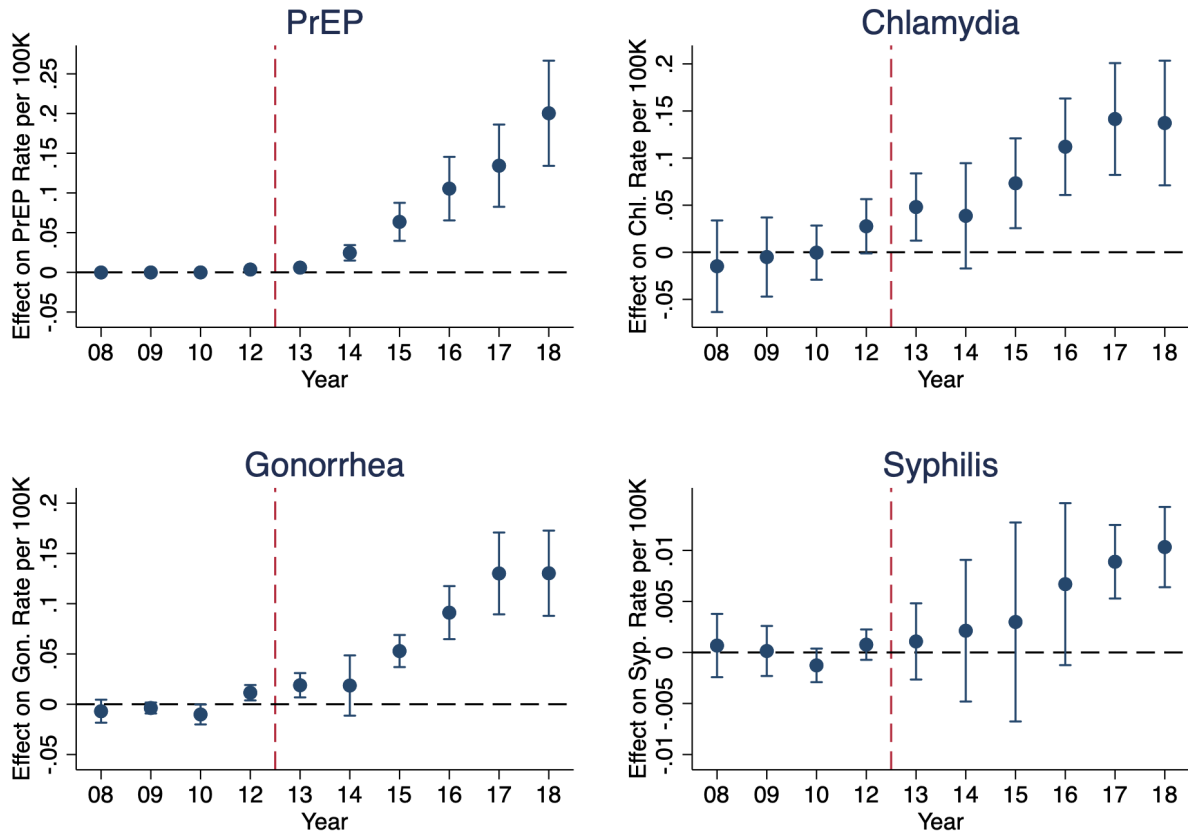 PrEP
Effect on PrEP Rate per 100K
.25
.2
.15
.1
.05
0
-.05
08 09 10 12 13 14 15 16 17 18
Year
Chlamydia
Effect on Chl. Rate per 100K
.2
.15
.1
.05
0
-.05
08 09 10 12 13 14 15 16 17 18
Year
Gonorrhea
Effect on Gon. Rate per 100K
.2
.15
.1
.05
0
-.05
08 09 10 12 13 14 15 16 17 18
Year
Syphilis
Effect on Syp. Rate per 100K
.01
.005
0
-.005
-.01
08 09 10 12 13 14 15 16 17 18
Year